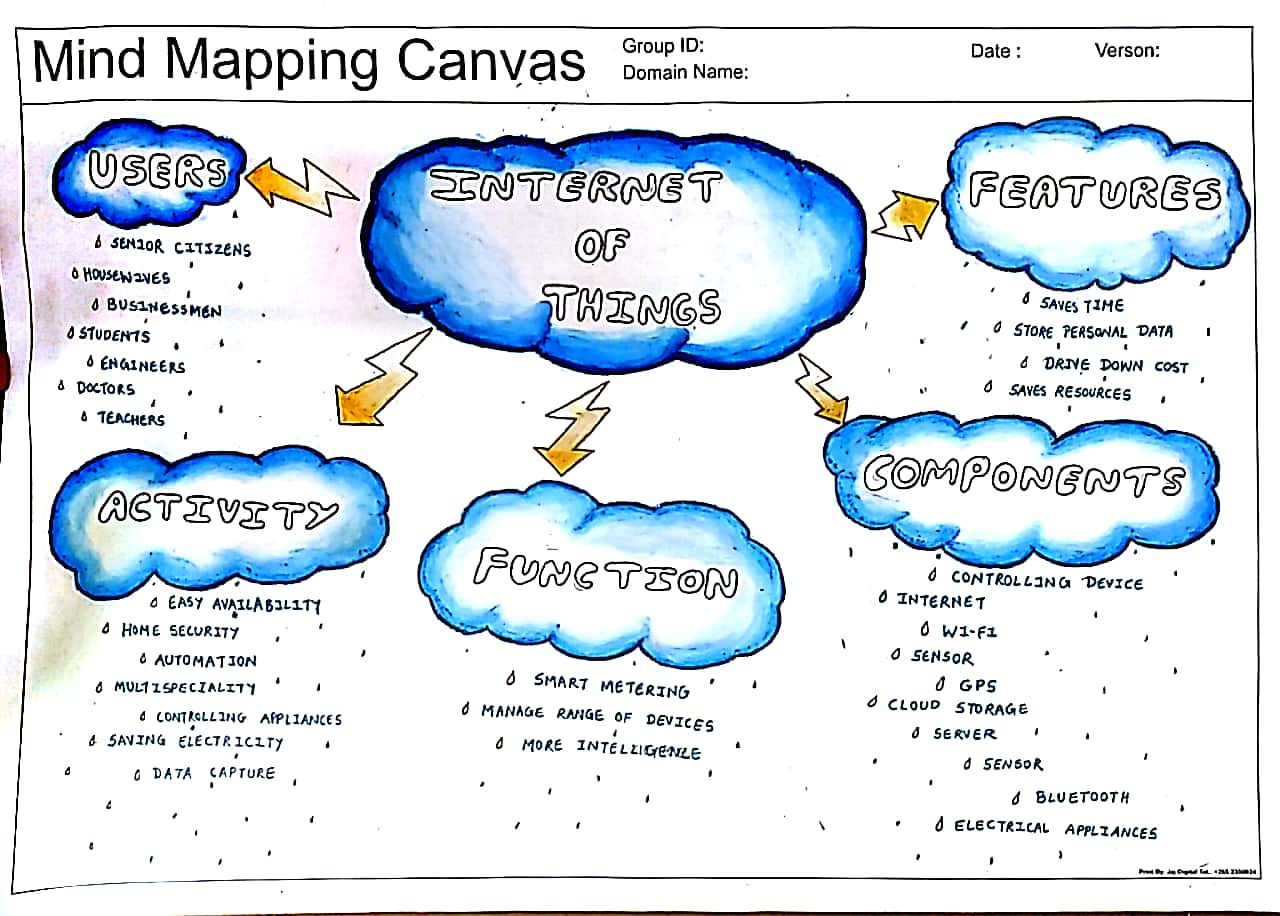 Mind Mapping Canvas
Group ID:
Domain Name:
Date :
Verson:
USERS
SENIOR CITIZENS
HOUSEWIVES
BUSINESSMEN
STUDENTS
ENGINEERS
DOCTORS
TEACHERS
INTERNET
OF
THINGS
FEATURES
SAVES TIME
STORE PERSONAL DATA
DRIVE DOWN COST
SAVES RESOURCES
ACTIVITY
EASY AVAILABILITY
HOME SECURITY
AUTOMATION
MULTISPECIALITY
CONTROLLING APPLIANCES
SAVING ELECTRICITY
DATA CAPTURE
FUNCTION
SMART METERING
MANAGE RANGE OF DEVICES
MORE INTELLIGENCE
COMPONENTS
CONTROLLING DEVICE
INTERNET
WI-FI
SENSOR
GPS
CLOUD STORAGE
SERVER
SENSOR
BLUETOOTH
ELECTRICAL APPLIANCES